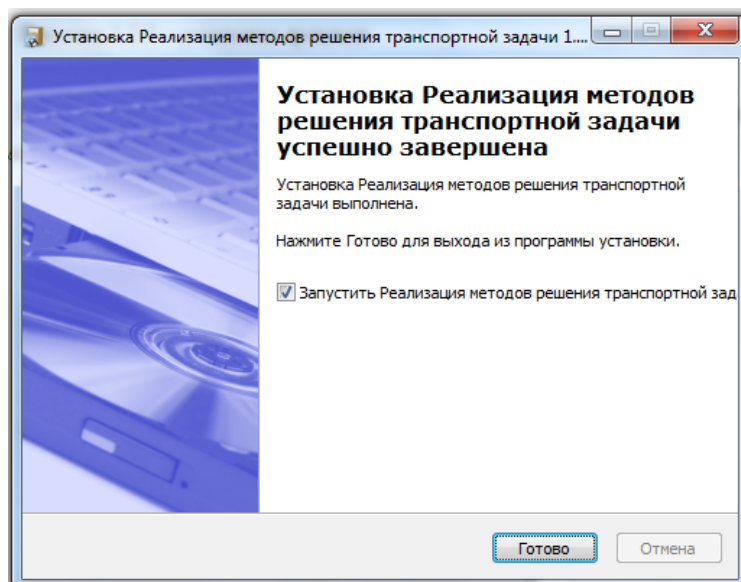 Установка Реализация методов решения транспортной задачи 1....
Установка Реализация методов
решения транспортной задачи
успешно завершена
Установка Реализация методов решения транспортной
задачи выполнена.
Нажмите Готово для выхода из программы установки.
Запустить Реализация методов решения транспортной зад
Готово
Отмена